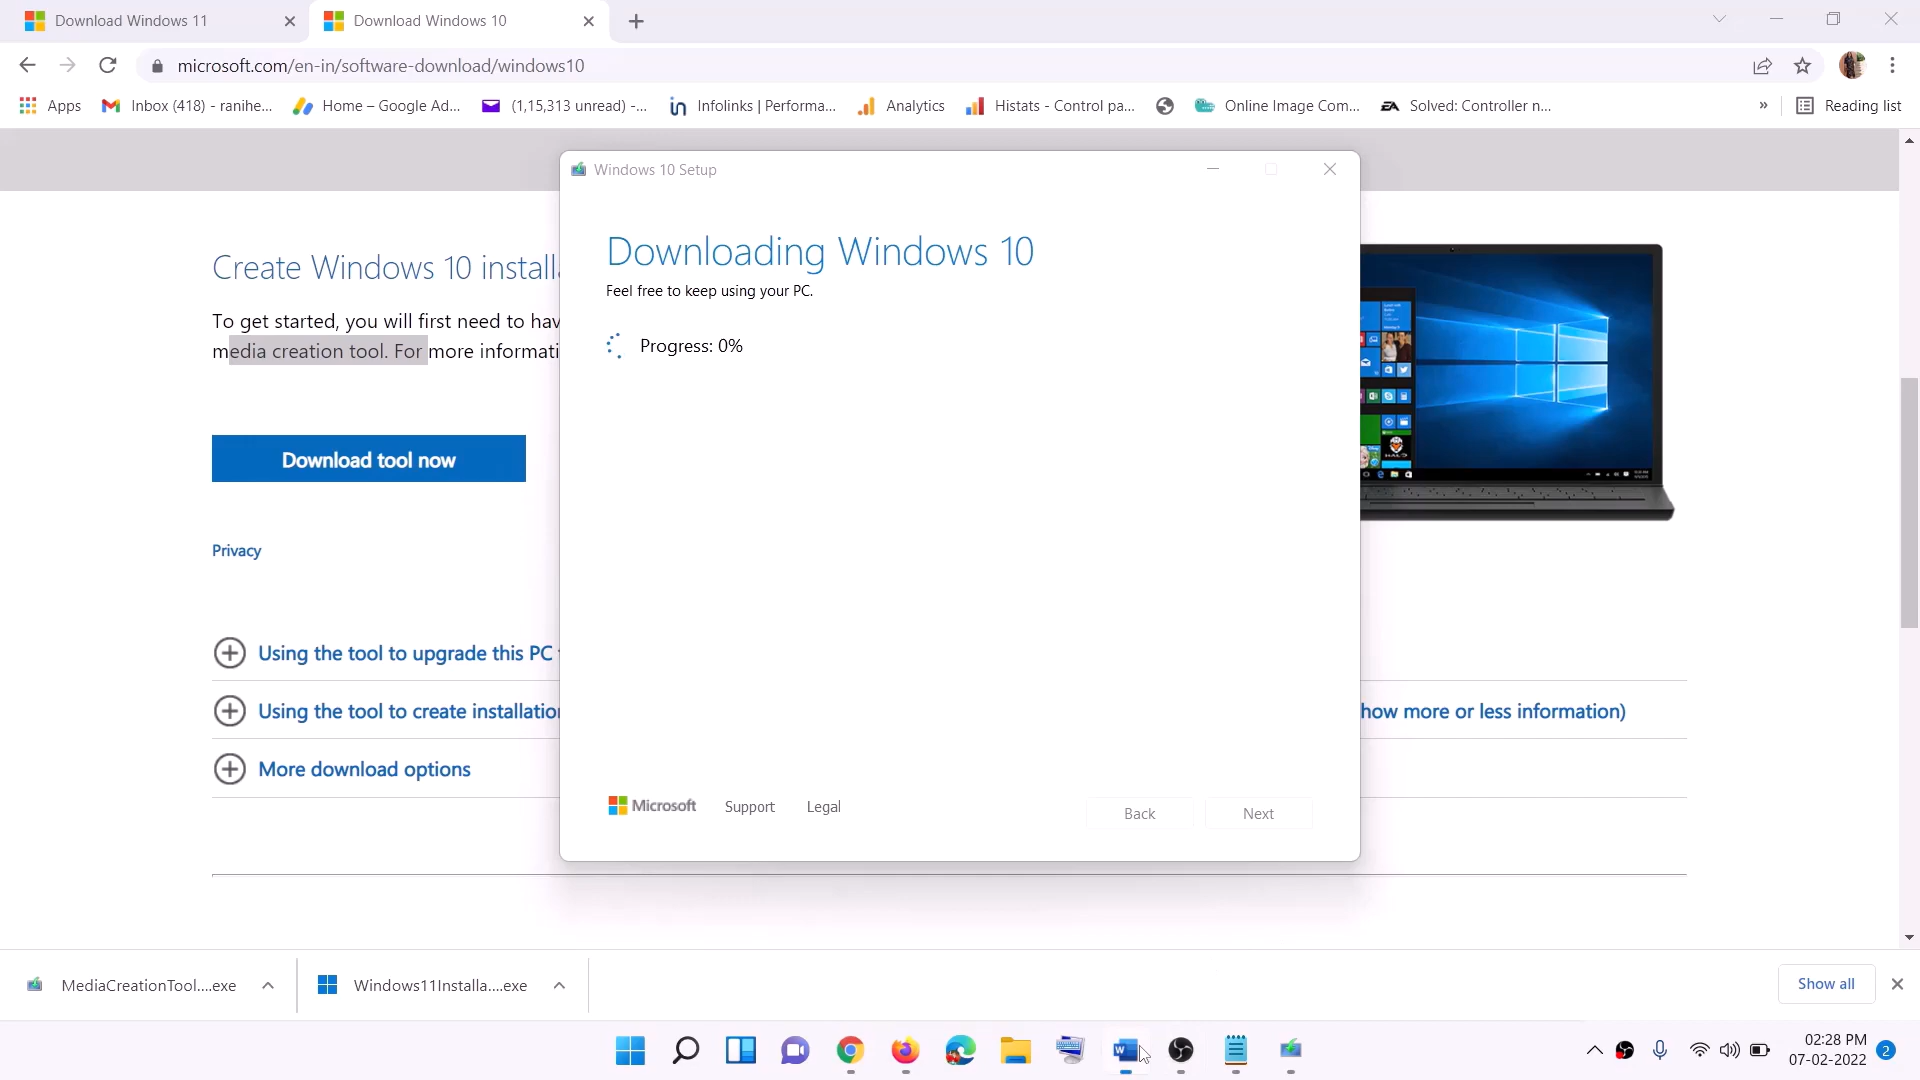 Download Windows 11
Download Windows 10
microsoft.com/en-in/software-download/windows10
Apps
Inbox (418) - ranihe...
Home – Google Ad...
(1,15,313 unread) -...
Infolinks | Performa...
Analytics
Histats - Control pa...
Online Image Com...
Solved: Controller n...
»
Reading list
Windows 10 Setup
Downloading Windows 10
Feel free to keep using your PC.
Progress: 0%
Create Windows 10 installa
To get started, you will first need to hav
media creation tool. For more informati
Download tool now
Privacy
Using the tool to upgrade this PC
Using the tool to create installation
how more or less information)
More download options
Microsoft
Support
Legal
Back
Next
MediaCreationTool....exe
Windows11Installa....exe
Show all
02:28 PM
07-02-2022
2